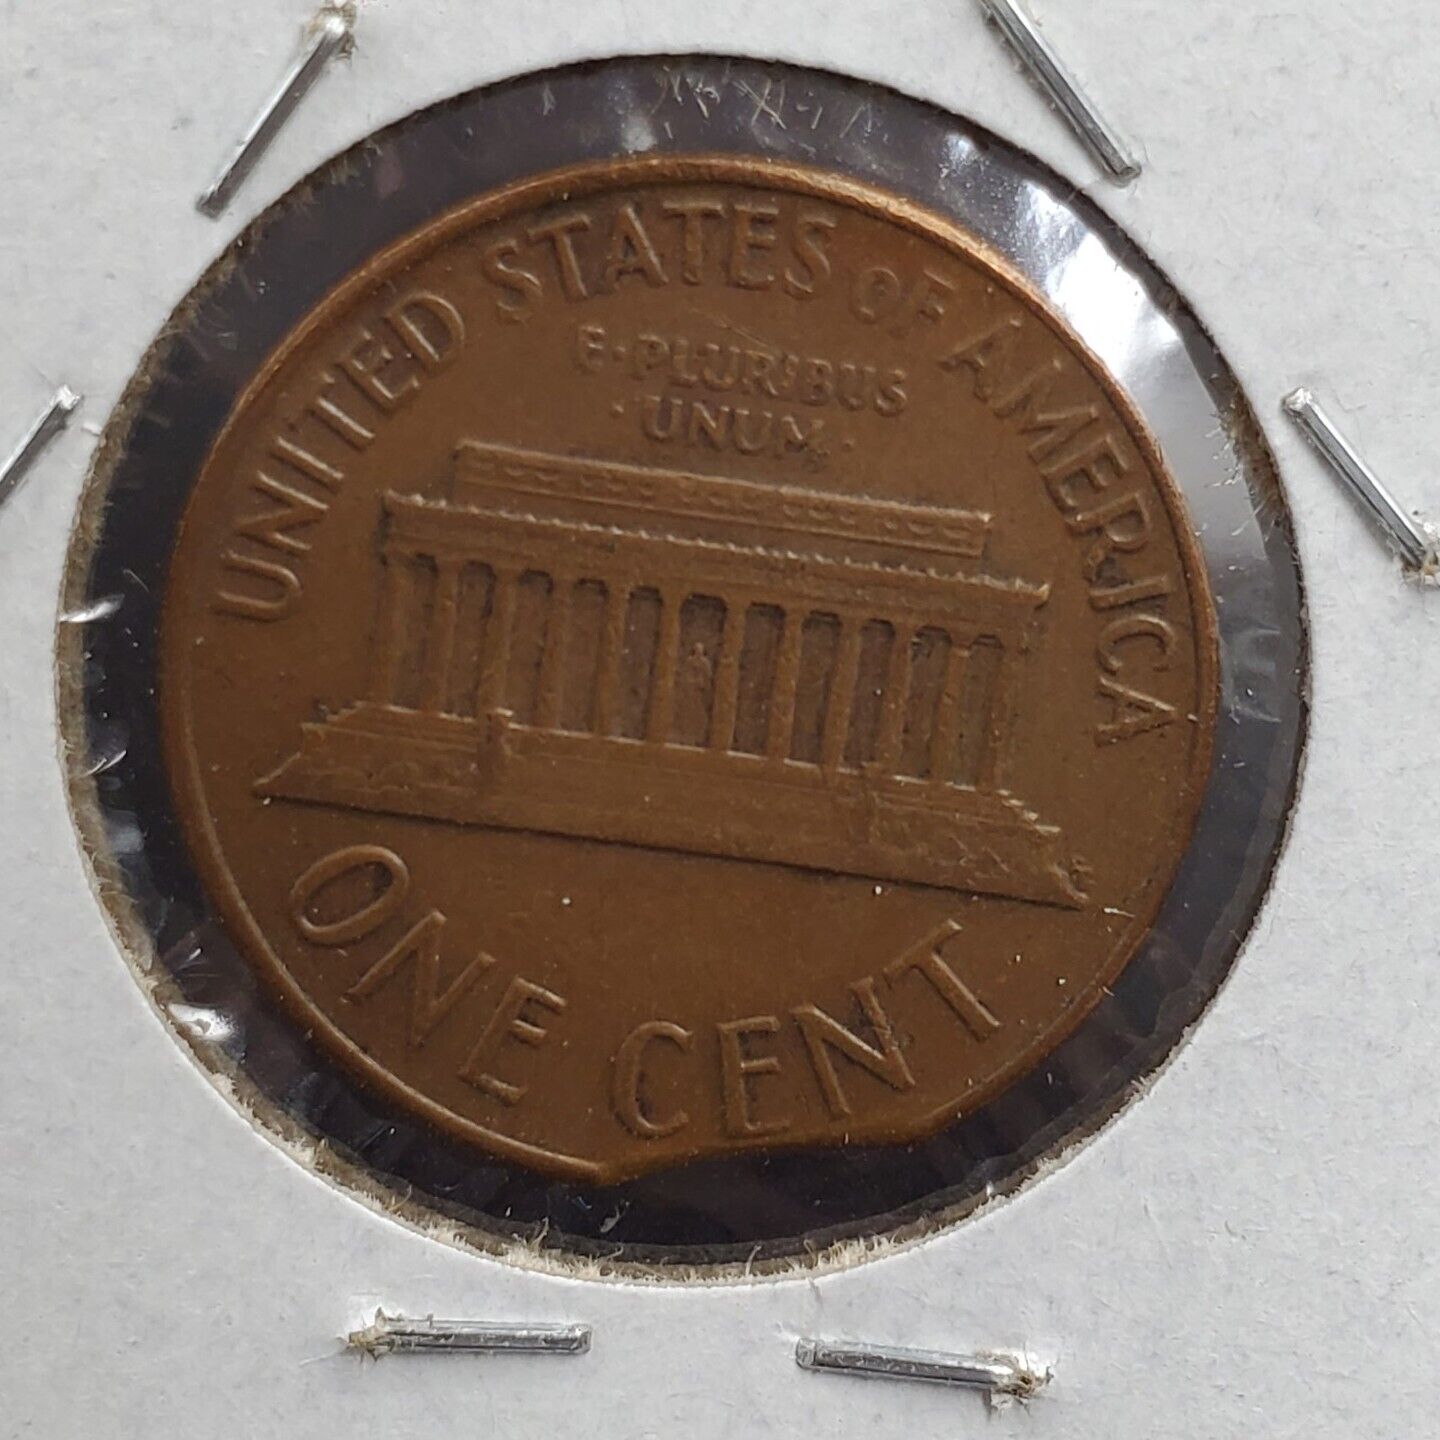 UNITED STATES OF AMERICA
E·PLURIBUS
·UNUM·
ONE CENT